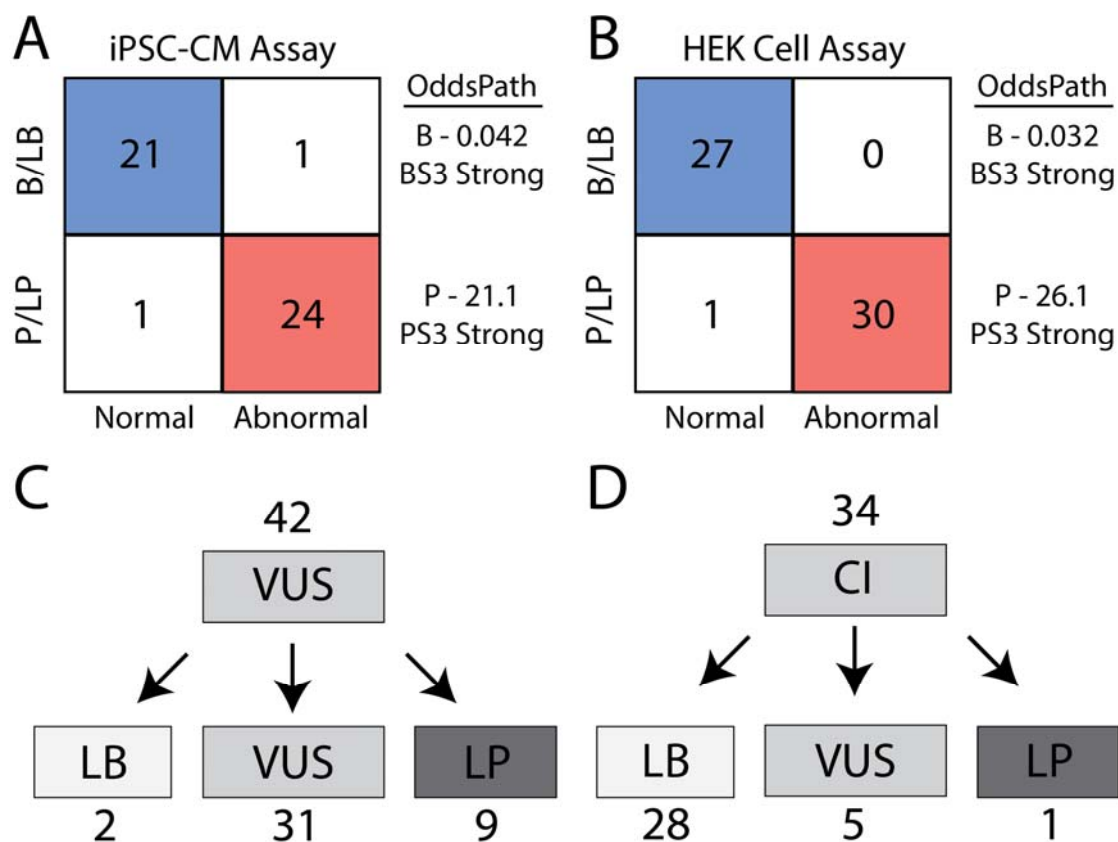 A
iPSC-CM Assay
OddsPath
B/LB
21
1
B - 0.042
BS3 Strong
P/LP
1
24
P - 21.1
PS3 Strong
Normal
Abnormal
B
HEK Cell Assay
OddsPath
B/LB
27
0
B - 0.032
BS3 Strong
P/LP
1
30
P - 26.1
PS3 Strong
Normal
Abnormal
C
42
VUS
LB
VUS
LP
2
31
9
D
34
CI
LB
VUS
LP
28
5
1